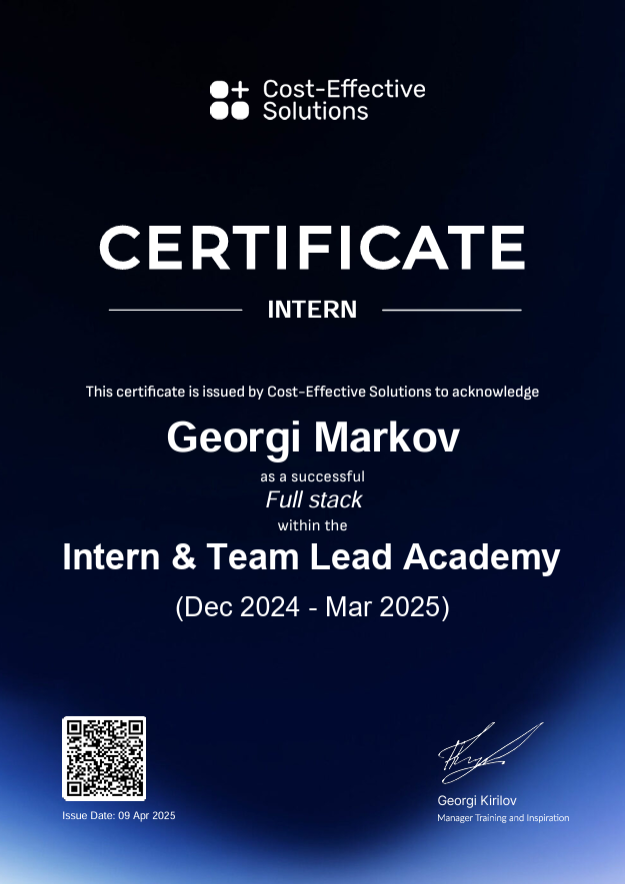 Cost-Effective
Solutions
CERTIFICATE
INTERN
This certificate is issued by Cost-Effective Solutions to acknowledge
Georgi Markov
as a successful
Full stack
within the
Intern & Team Lead Academy
(Dec 2024 - Mar 2025)
Issue Date: 09 Apr 2025
Georgi Kirilov
Manager Training and Inspiration